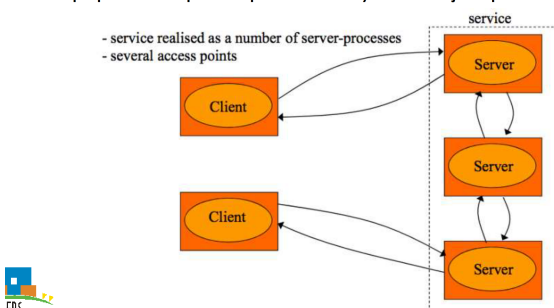 service
- service realised as a number of server-processes
- several access points
Server
Client
Server
Client
Server